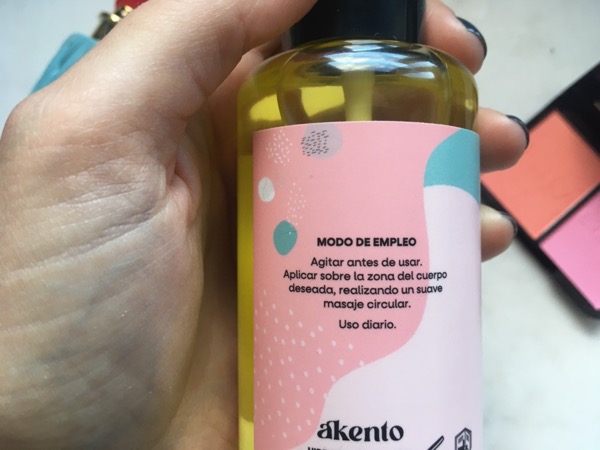 MODO DE EMPLEO
Agitar antes de usar.
Aplicar sobre la zona del cuerpo
deseada, realizando un suave
masaje circular.
Uso diario.
akento